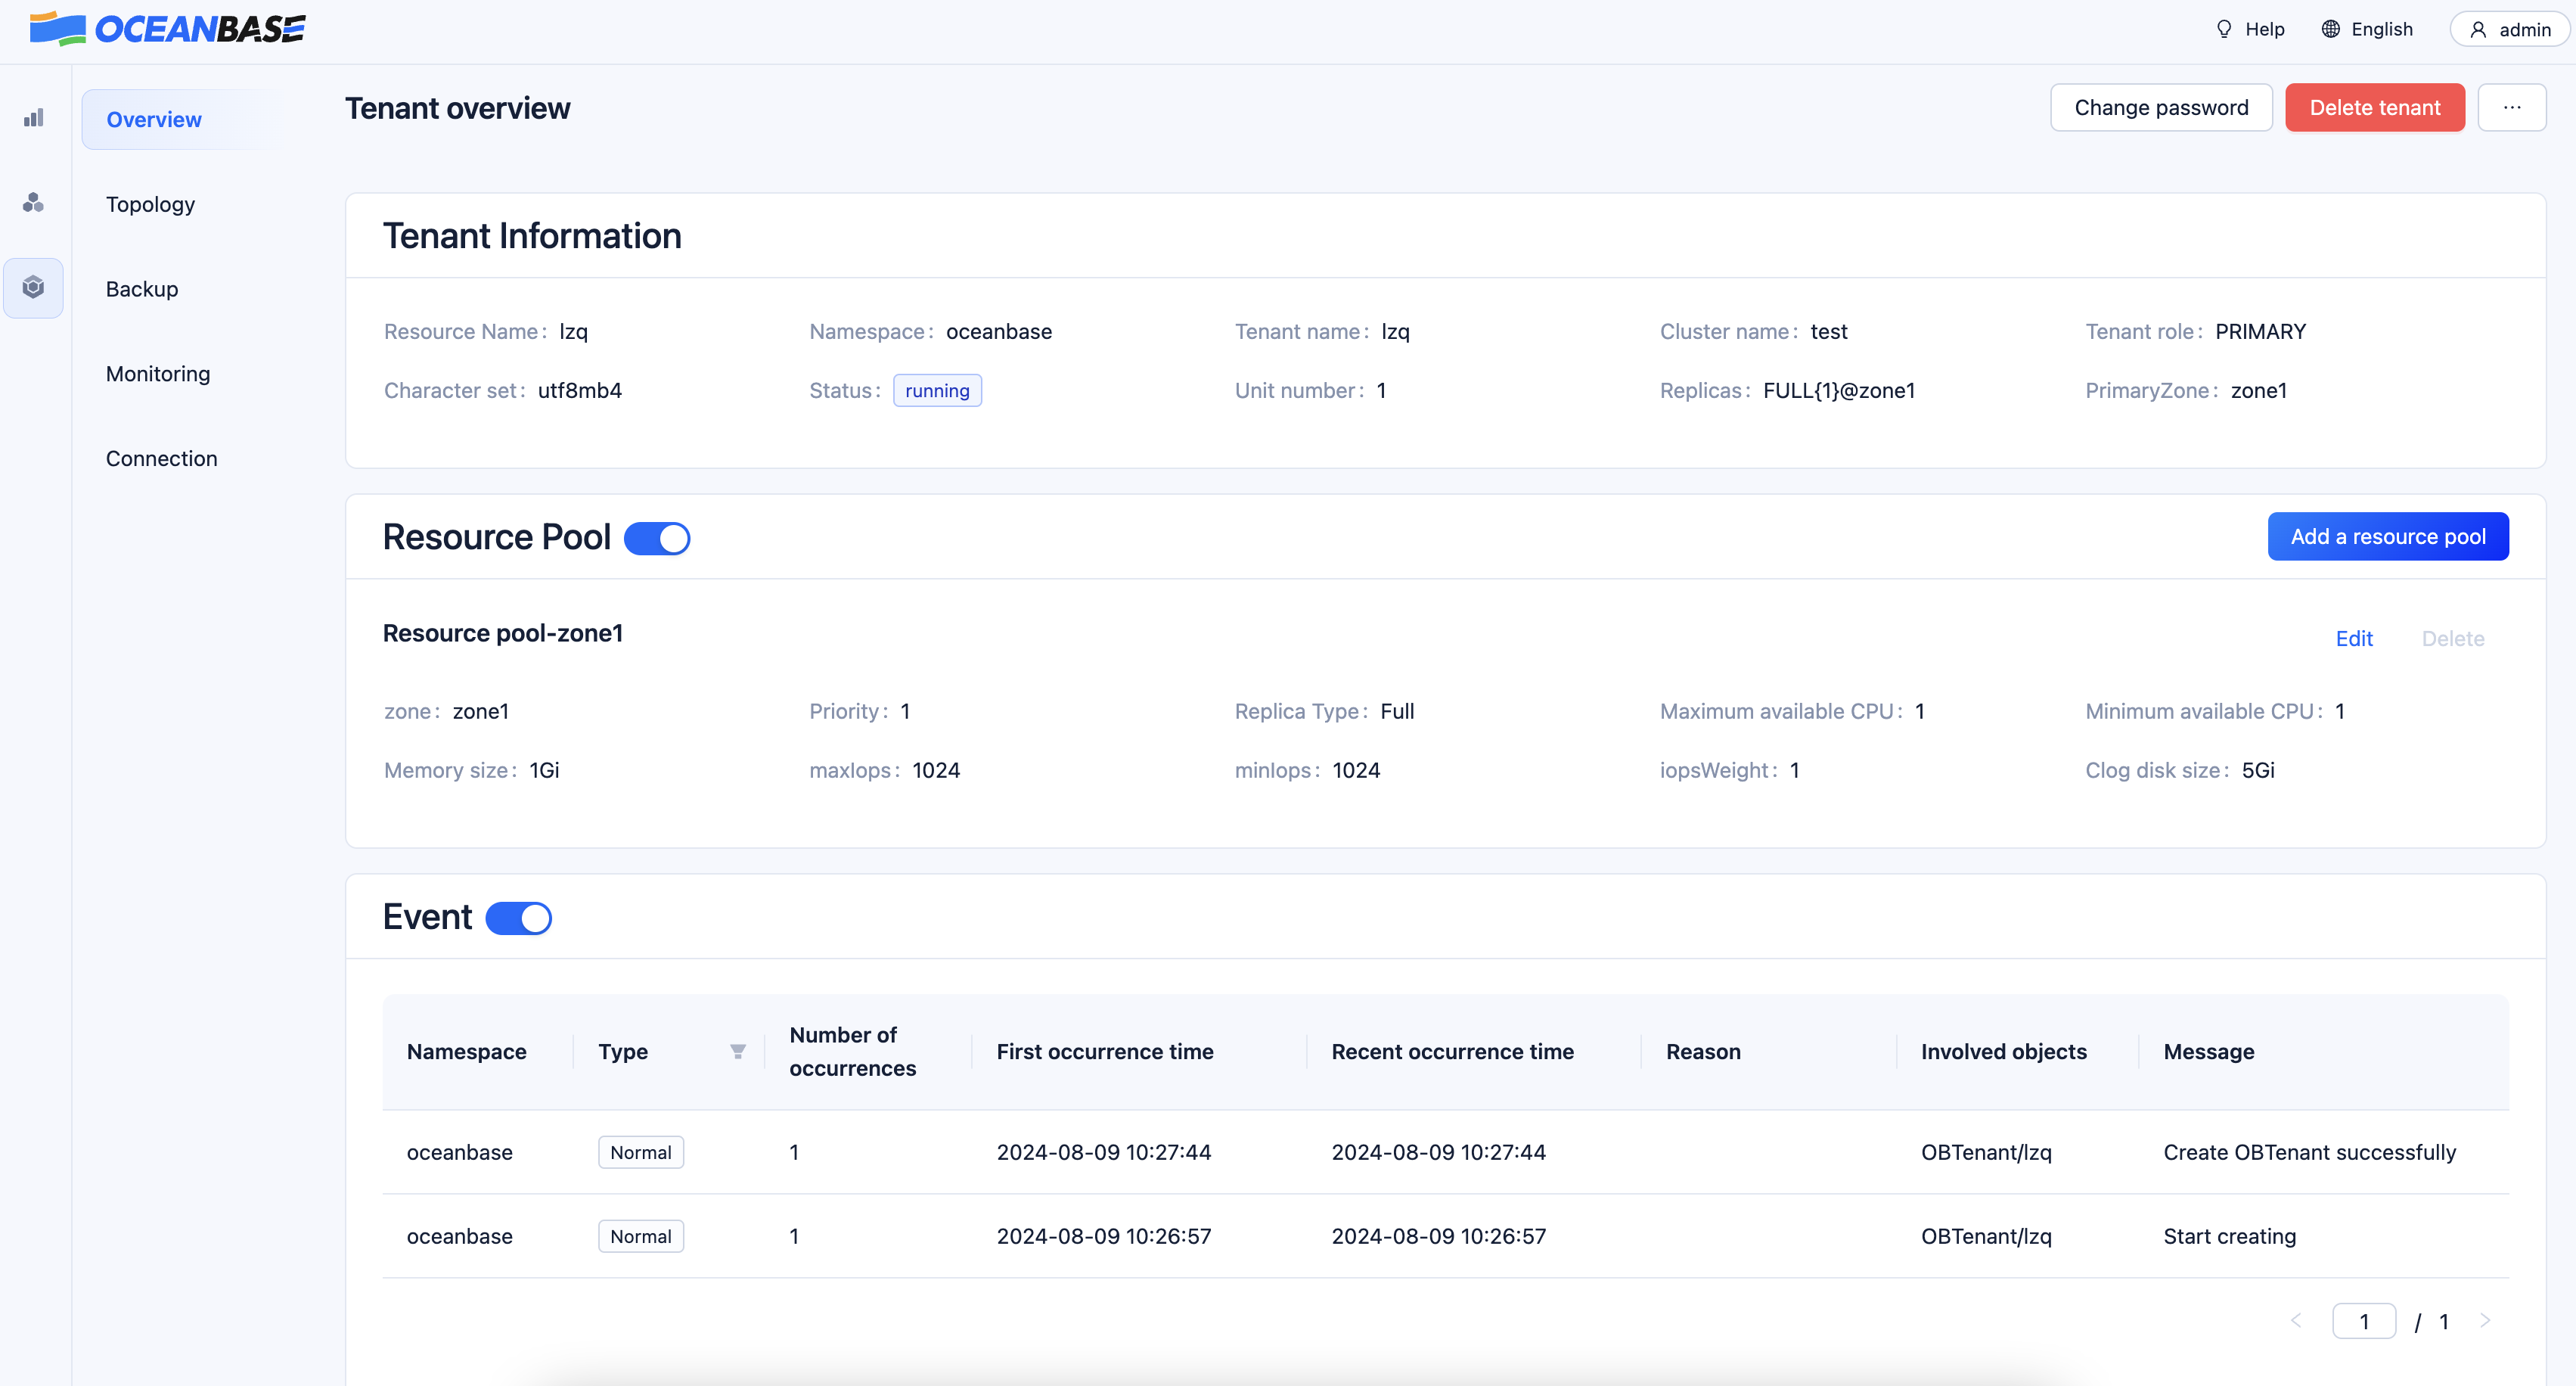 OCEANBASE
Help English admin
Overview
Topology
Backup
Monitoring
Connection
Tenant overview
Change password Delete tenant ...
Tenant Information
Resource Name: lzq Namespace: oceanbase Tenant name: lzq Cluster name: test Tenant role: PRIMARY
Character set: utf8mb4 Status: running Unit number: 1 Replicas: FULL{1}@zone1 PrimaryZone: zone1
Resource Pool Add a resource pool
Resource pool-zone1 Edit Delete
zone: zone1 Priority: 1 Replica Type: Full Maximum available CPU: 1 Minimum available CPU: 1
Memory size: 1Gi maxIops: 1024 minIops: 1024 iopsWeight: 1 Clog disk size: 5Gi
Event
Namespace Type Number of occurrences First occurrence time Recent occurrence time Reason Involved objects Message
oceanbase Normal 1 2024-08-09 10:27:44 2024-08-09 10:27:44 OBTenant/lzq Create OBTenant successfully
oceanbase Normal 1 2024-08-09 10:26:57 2024-08-09 10:26:57 OBTenant/lzq Start creating
< 1 / 1 >